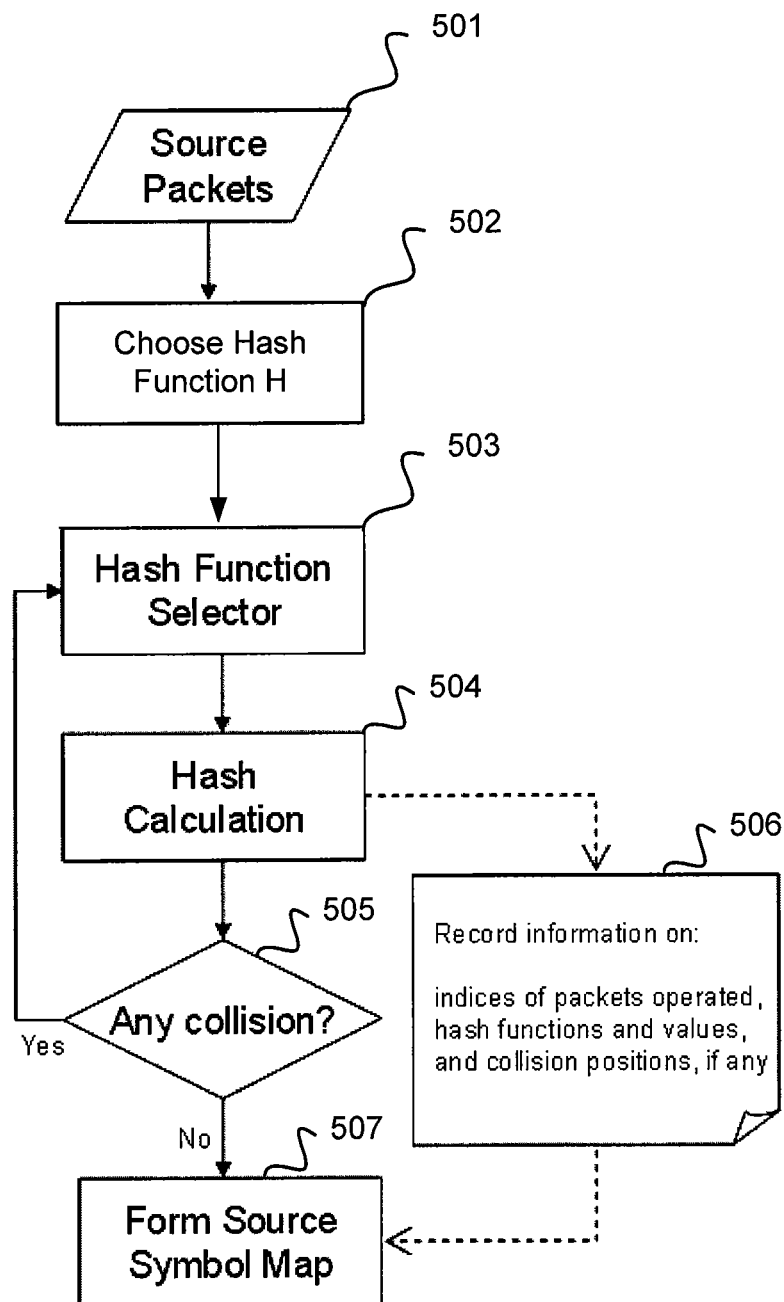 501
Source
Packets
502
Choose Hash
Function H
503
Hash Function
Selector
504
Hash
Calculation
505
Any collision?
Yes
No
506
Record information on:
indices of packets operated,
hash functions and values,
and collision positions, if any
507
Form Source
Symbol Map